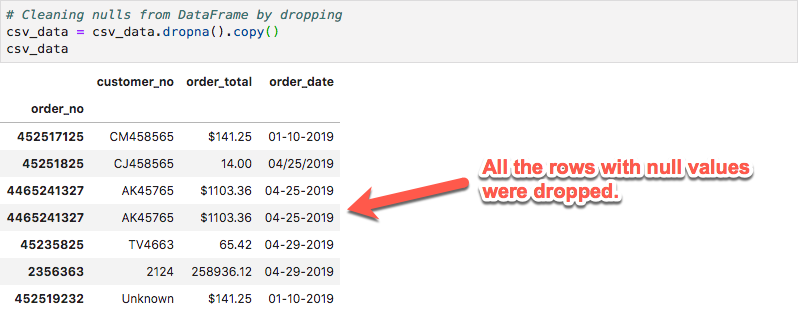 # Cleaning nulls from DataFrame by dropping
csv_data = csv_data.dropna().copy()
csv_data
customer_no order_total order_date
order_no
452517125 CM458565 $141.25 01-10-2019
45251825 CJ458565 14.00 04/25/2019
4465241327 AK45765 $1103.36 04-25-2019
4465241327 AK45765 $1103.36 04-25-2019
45235825 TV4663 65.42 04-29-2019
2356363 2124 258936.12 04-29-2019
452519232 Unknown $141.25 01-10-2019
All the rows with null values
were dropped.